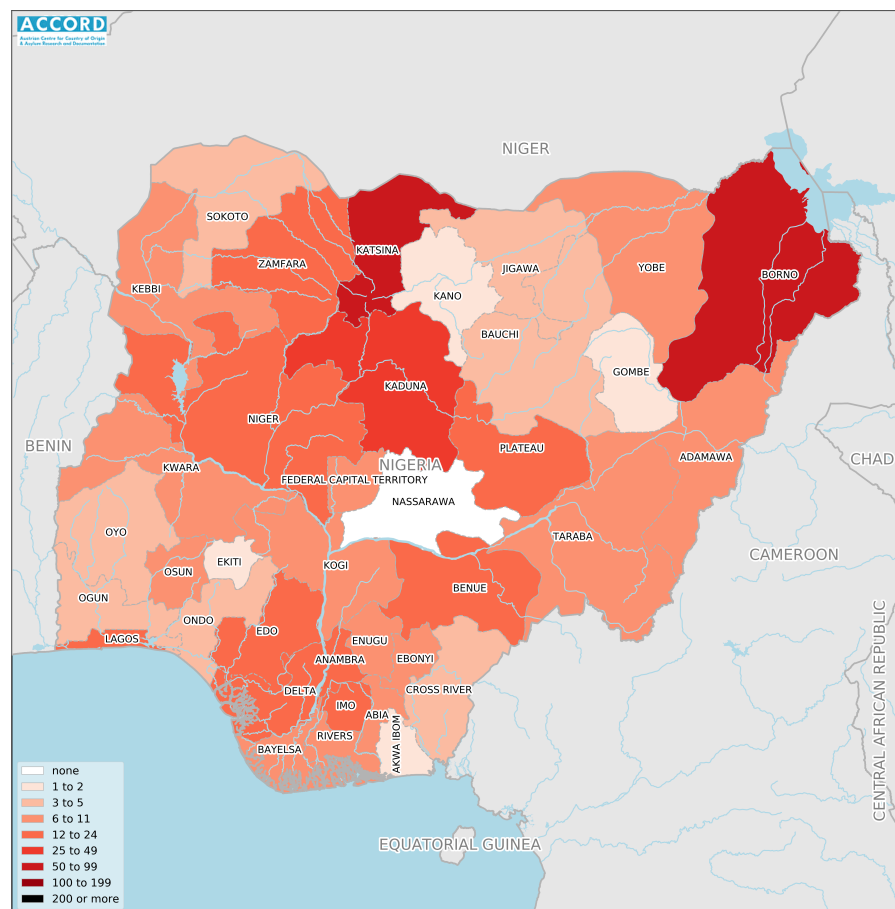 ACCORD
Austrian Centre for Country of Origin
& Asylum Research and Documentation
NIGER
SOKOTO
KATSINA
ZAMFARA
JIGAWA
YOBE
BORNO
KEBBI
KANO
BAUCHI
GOMBE
KADUNA
NIGER
BENIN
PLATEAU
ADAMAWA
CHAD
KWARA
NIGERIA
FEDERAL CAPITAL TERRITORY
NASSARAWA
OYO
TARABA
CAMEROON
EKITI
KOGI
OSUN
BENUE
OGUN
ONDO
EDO
LAGOS
ENUGU
ANAMBRA
EBONYI
DELTA
CROSS RIVER
IMO
ABIA
RIVERS
AKWA IBOM
BAYELSA
CENTRAL AFRICAN REPUBLIC
EQUATORIAL GUINEA
none
1 to 2
3 to 5
6 to 11
12 to 24
25 to 49
50 to 99
100 to 199
200 or more